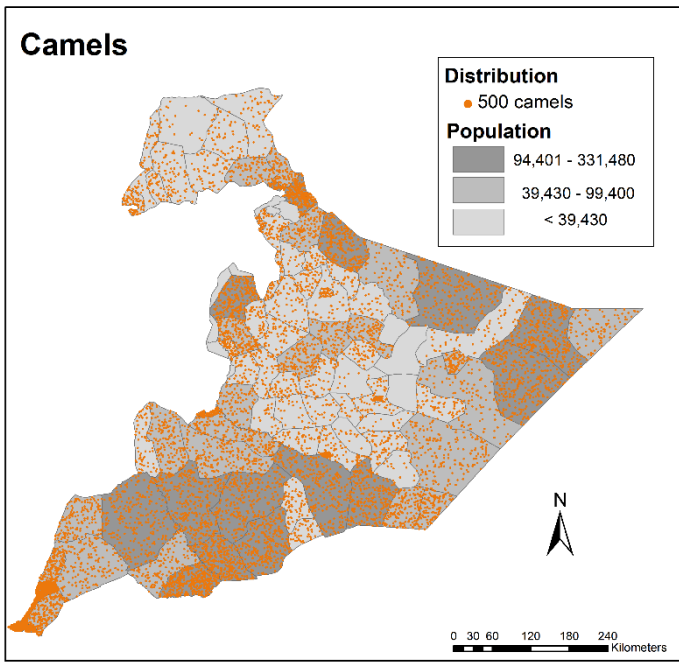 Camels
Distribution
500 camels
Population
94,401 - 331,480
39,430 - 99,400
< 39,430
N
0 30 60 120 180 240
Kilometers